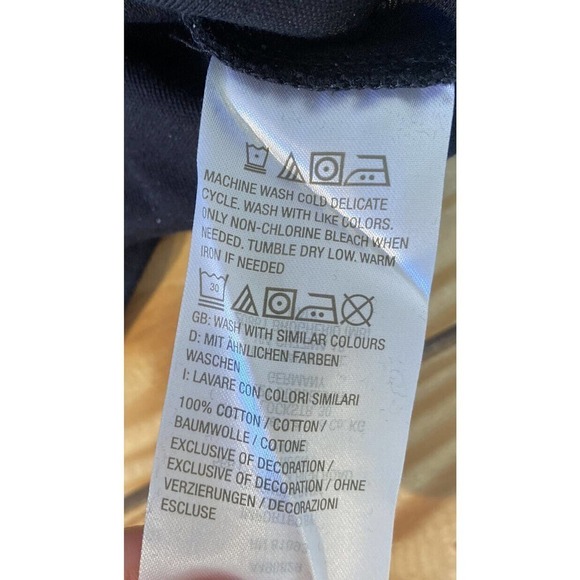 MACHINE WASH COLD DELICATE
CYCLE. WASH WITH LIKE COLORS.
ONLY NON-CHLORINE BLEACH WHEN
NEEDED. TUMBLE DRY LOW. WARM
IRON IF NEEDED
30
GB: WASH WITH SIMILAR COLOURS
D: MIT ÄHNLICHEN FARBEN
WASCHEN
I: LAVARE CON COLORI SIMILARI
100% COTTON / COTTON /
BAUMWOLLE / COTONE
EXCLUSIVE OF DECORATION /
EXCLUSIVE OF DECORATION / OHNE
VERZIERUNGEN / DECORAZIONI
ESCLUSE